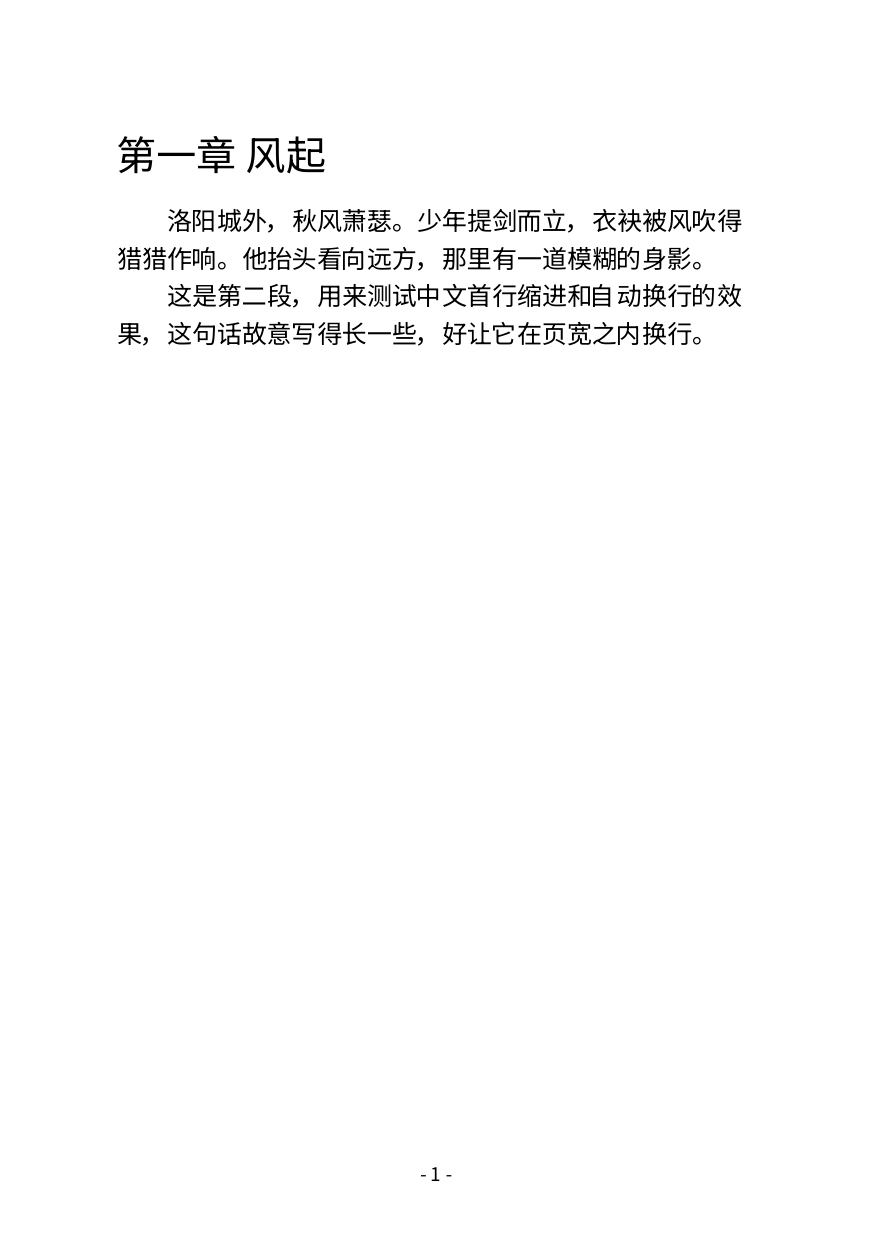 第一章 风起
洛阳城外，秋风萧瑟。少年提剑而立，衣袂被风吹得
猎猎作响。他抬头看向远方，那里有一道模糊的身影。
这是第二段，用来测试中文首行缩进和自动换行的效
果，这句话故意写得长一些，好让它在页宽之内换行。
- 1 -